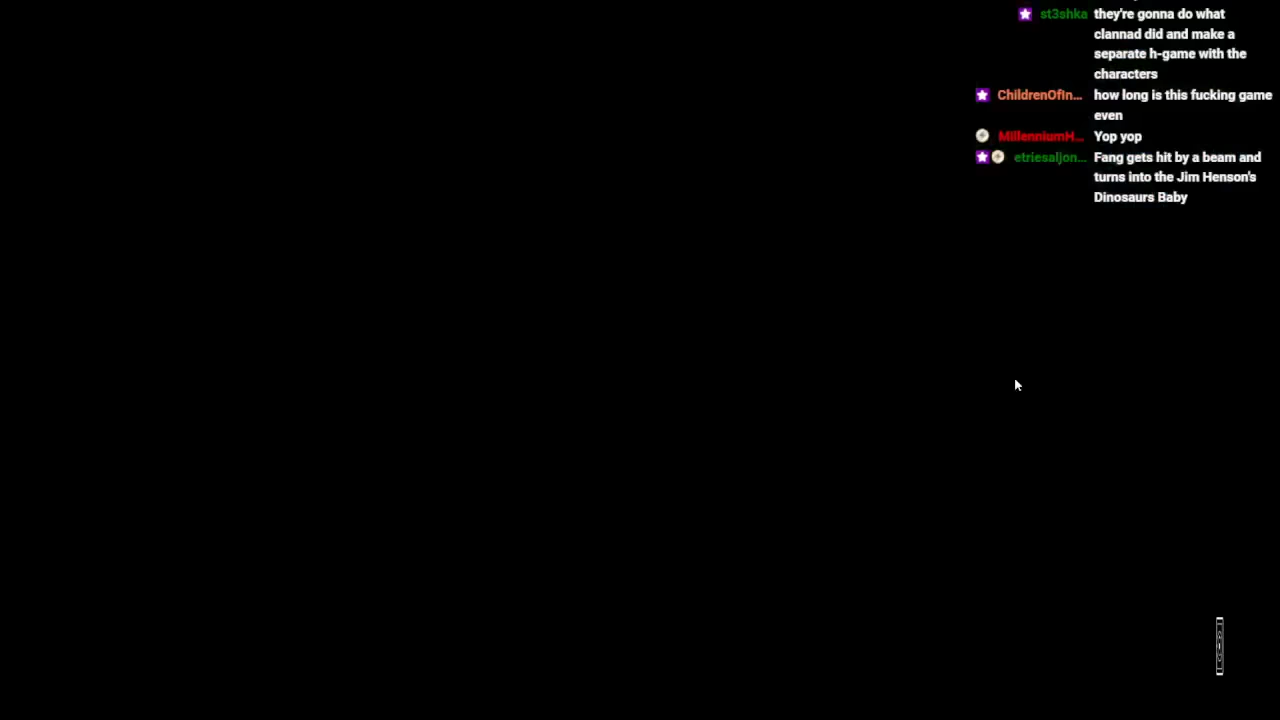 st3shka they're gonna do what
clannad did and make a
separate h-game with the
characters
ChildrenOfIn... how long is this fucking game
even
MillenniumH... Yop yop
etriesaljon... Fang gets hit by a beam and
turns into the Jim Henson's
Dinosaurs Baby